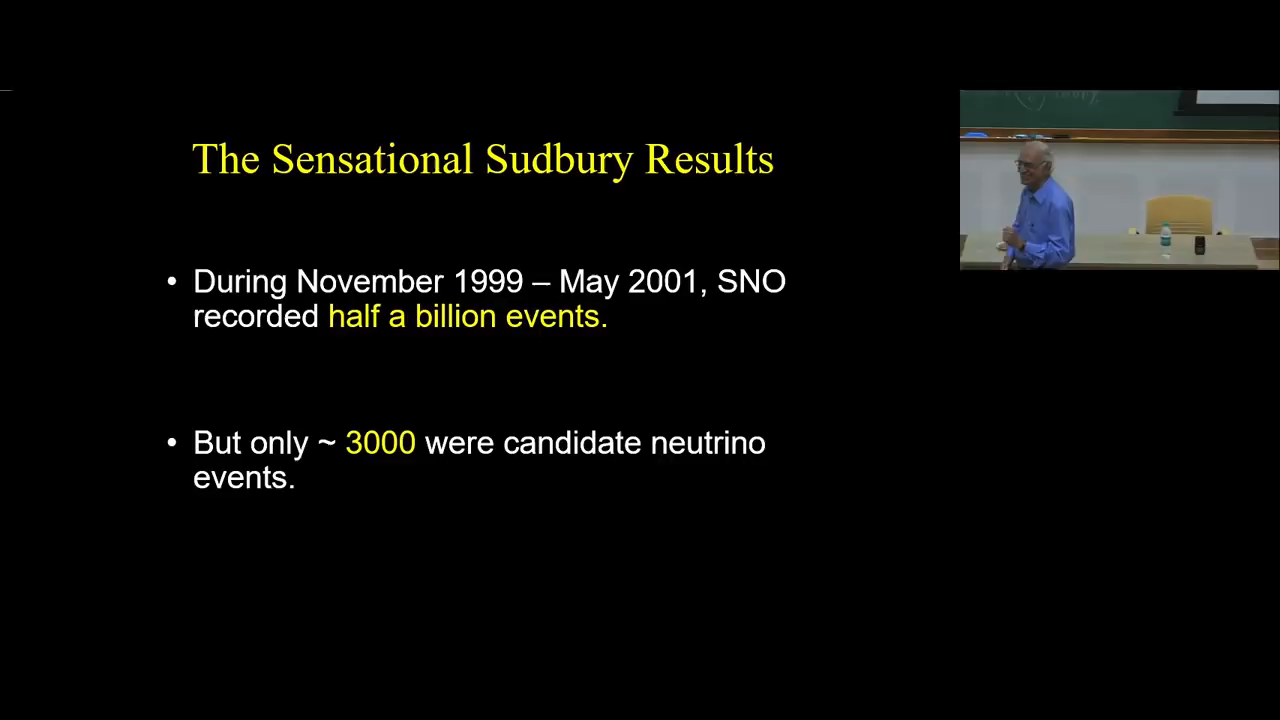 The Sensational Sudbury Results
• During November 1999 – May 2001, SNO
recorded half a billion events.
• But only ~ 3000 were candidate neutrino
events.